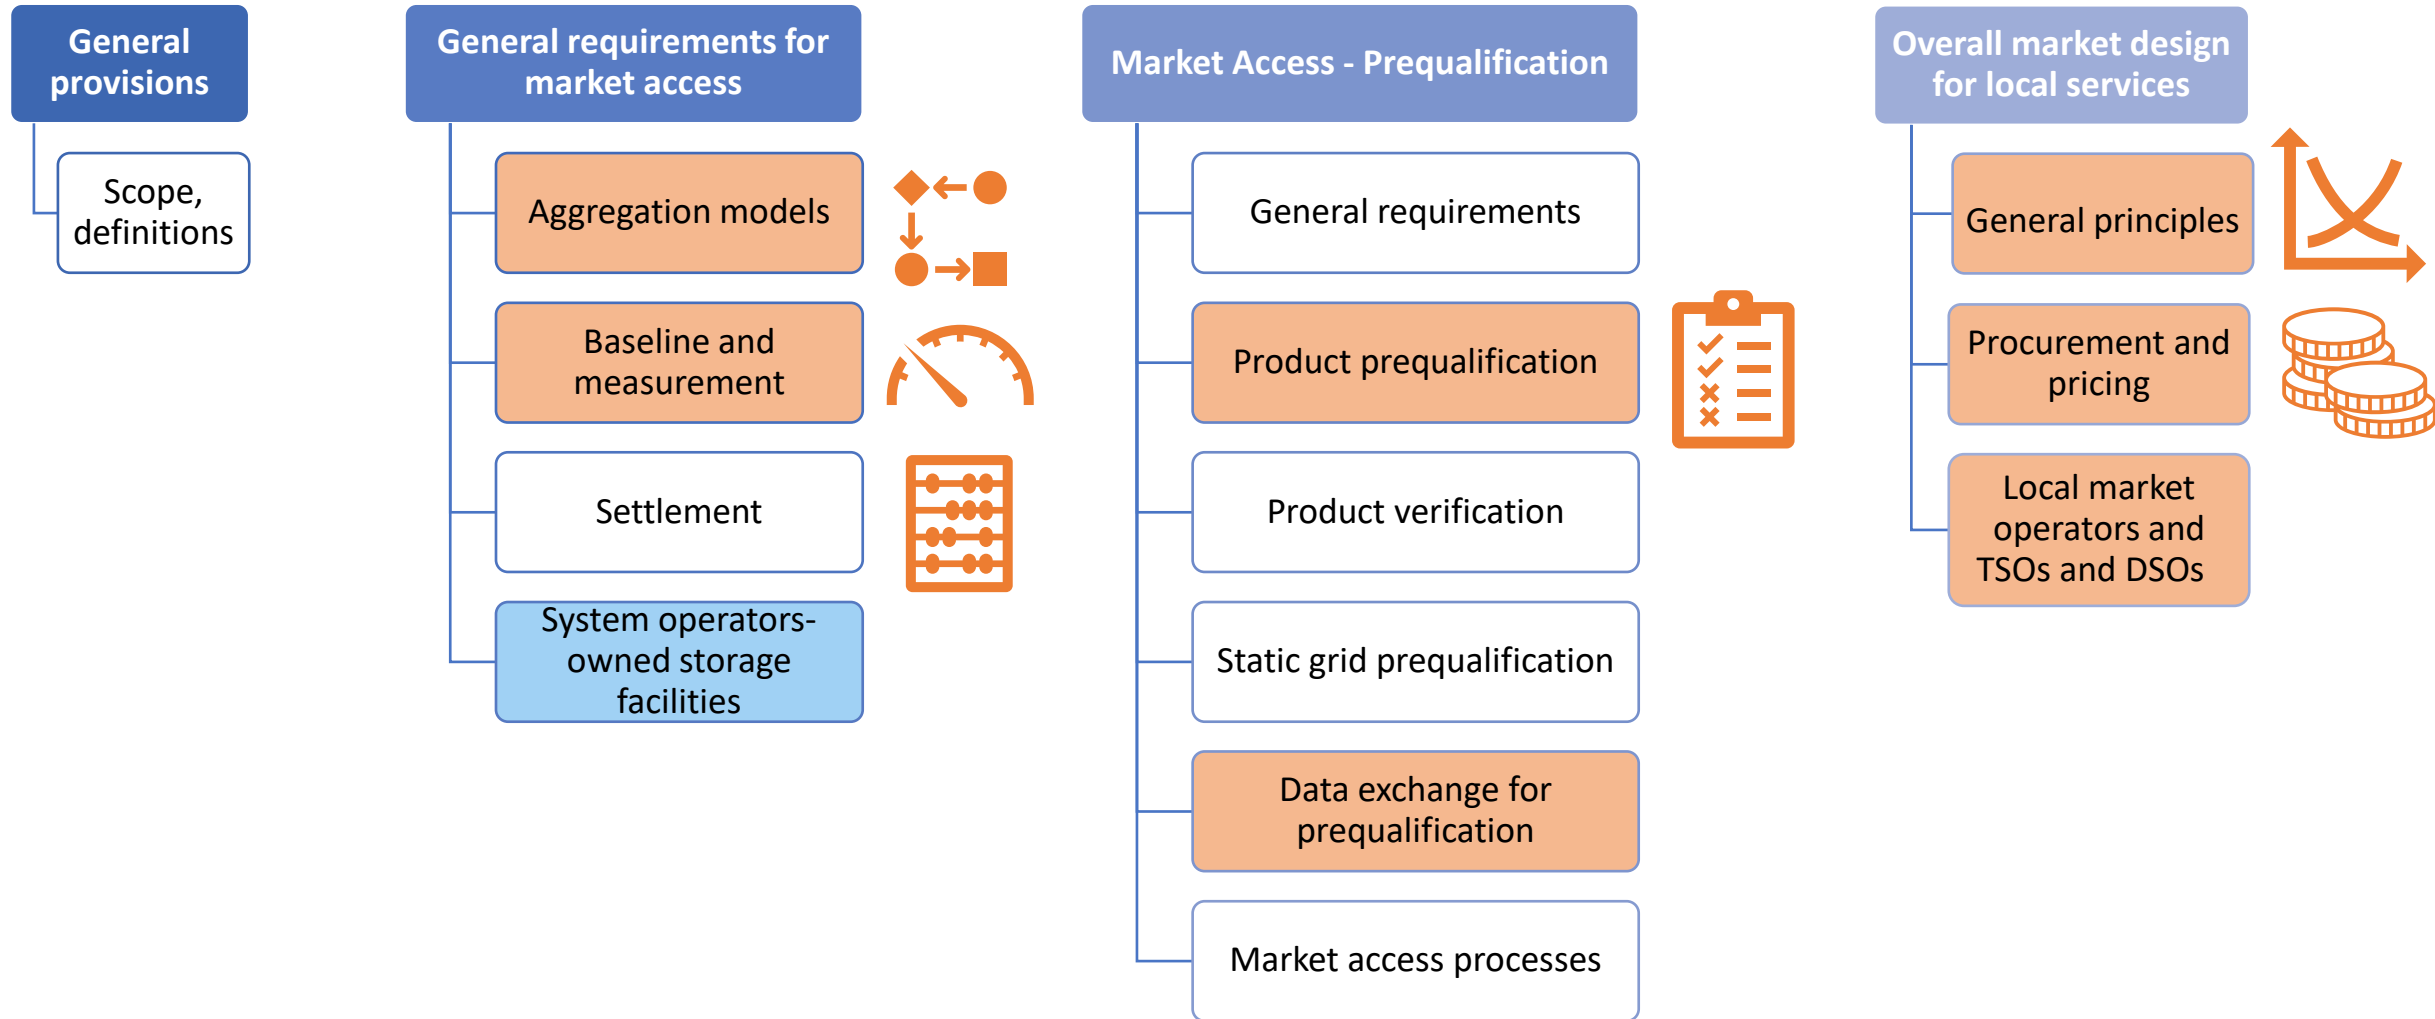 General
provisions
Scope,
definitions
General requirements for
market access
Aggregation models
Baseline and
measurement
Settlement
System operators-
owned storage
facilities
Market Access - Prequalification
General requirements
Product prequalification
Product verification
Static grid prequalification
Data exchange for
prequalification
Market access processes
Overall market design
for local services
General principles
Procurement and
pricing
Local market
operators and
TSOs and DSOs